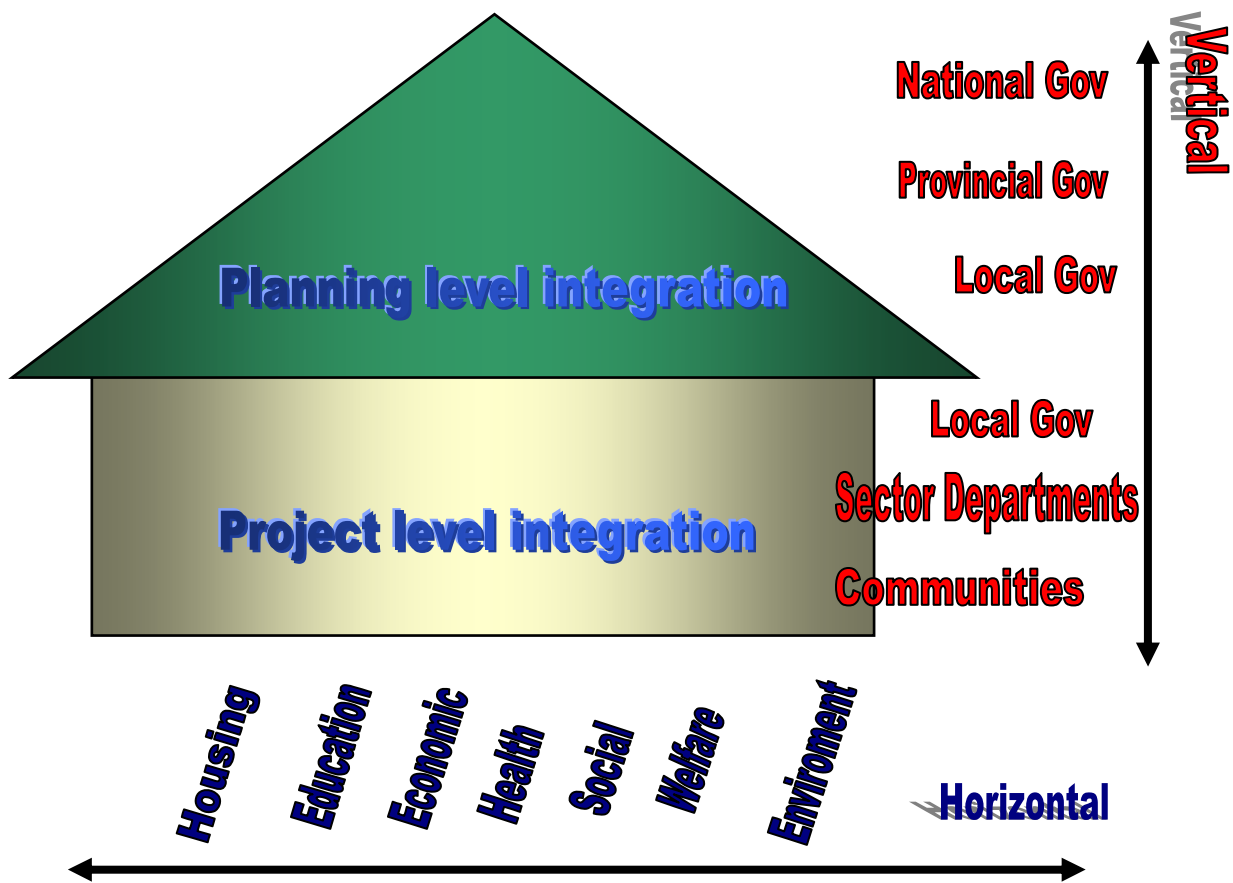 Vertical
National Gov
Provincial Gov
Local Gov
Planning level integration
Local Gov
Sector Departments
Project level integration
Communities
Housing
Education
Economic
Health
Social
Welfare
Enviroment
Horizontal